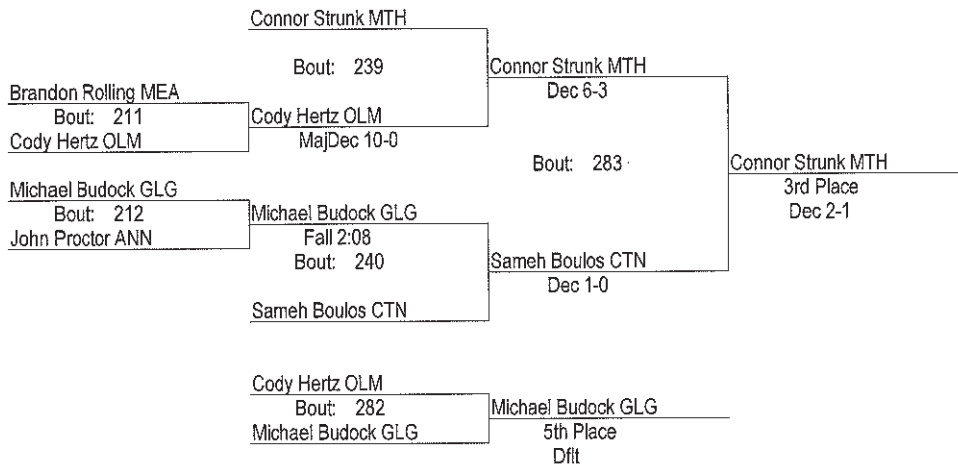 Connor Strunk MTH
Bout: 239
Connor Strunk MTH
Dec 6-3
Brandon Rolling MEA
Bout: 211
Cody Hertz OLM
Cody Hertz OLM
MajDec 10-0
Bout: 283
Connor Strunk MTH
3rd Place
Dec 2-1
Michael Budock GLG
Bout: 212
John Proctor ANN
Michael Budock GLG
Fall 2:08
Bout: 240
Sameh Boulos CTN
Dec 1-0
Sameh Boulos CTN
Cody Hertz OLM
Bout: 282
Michael Budock GLG
Michael Budock GLG
5th Place
Dflt